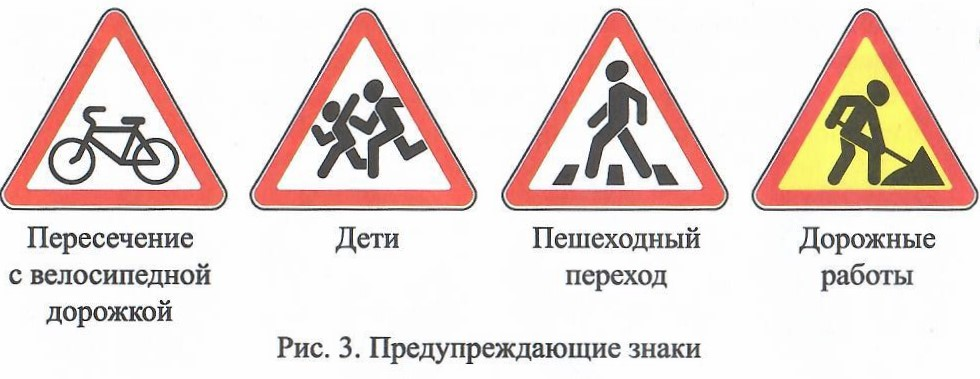 Пересечение
с велосипедной
дорожкой
Дети
Пешеходный
переход
Дорожные
работы
Рис. 3. Предупреждающие знаки